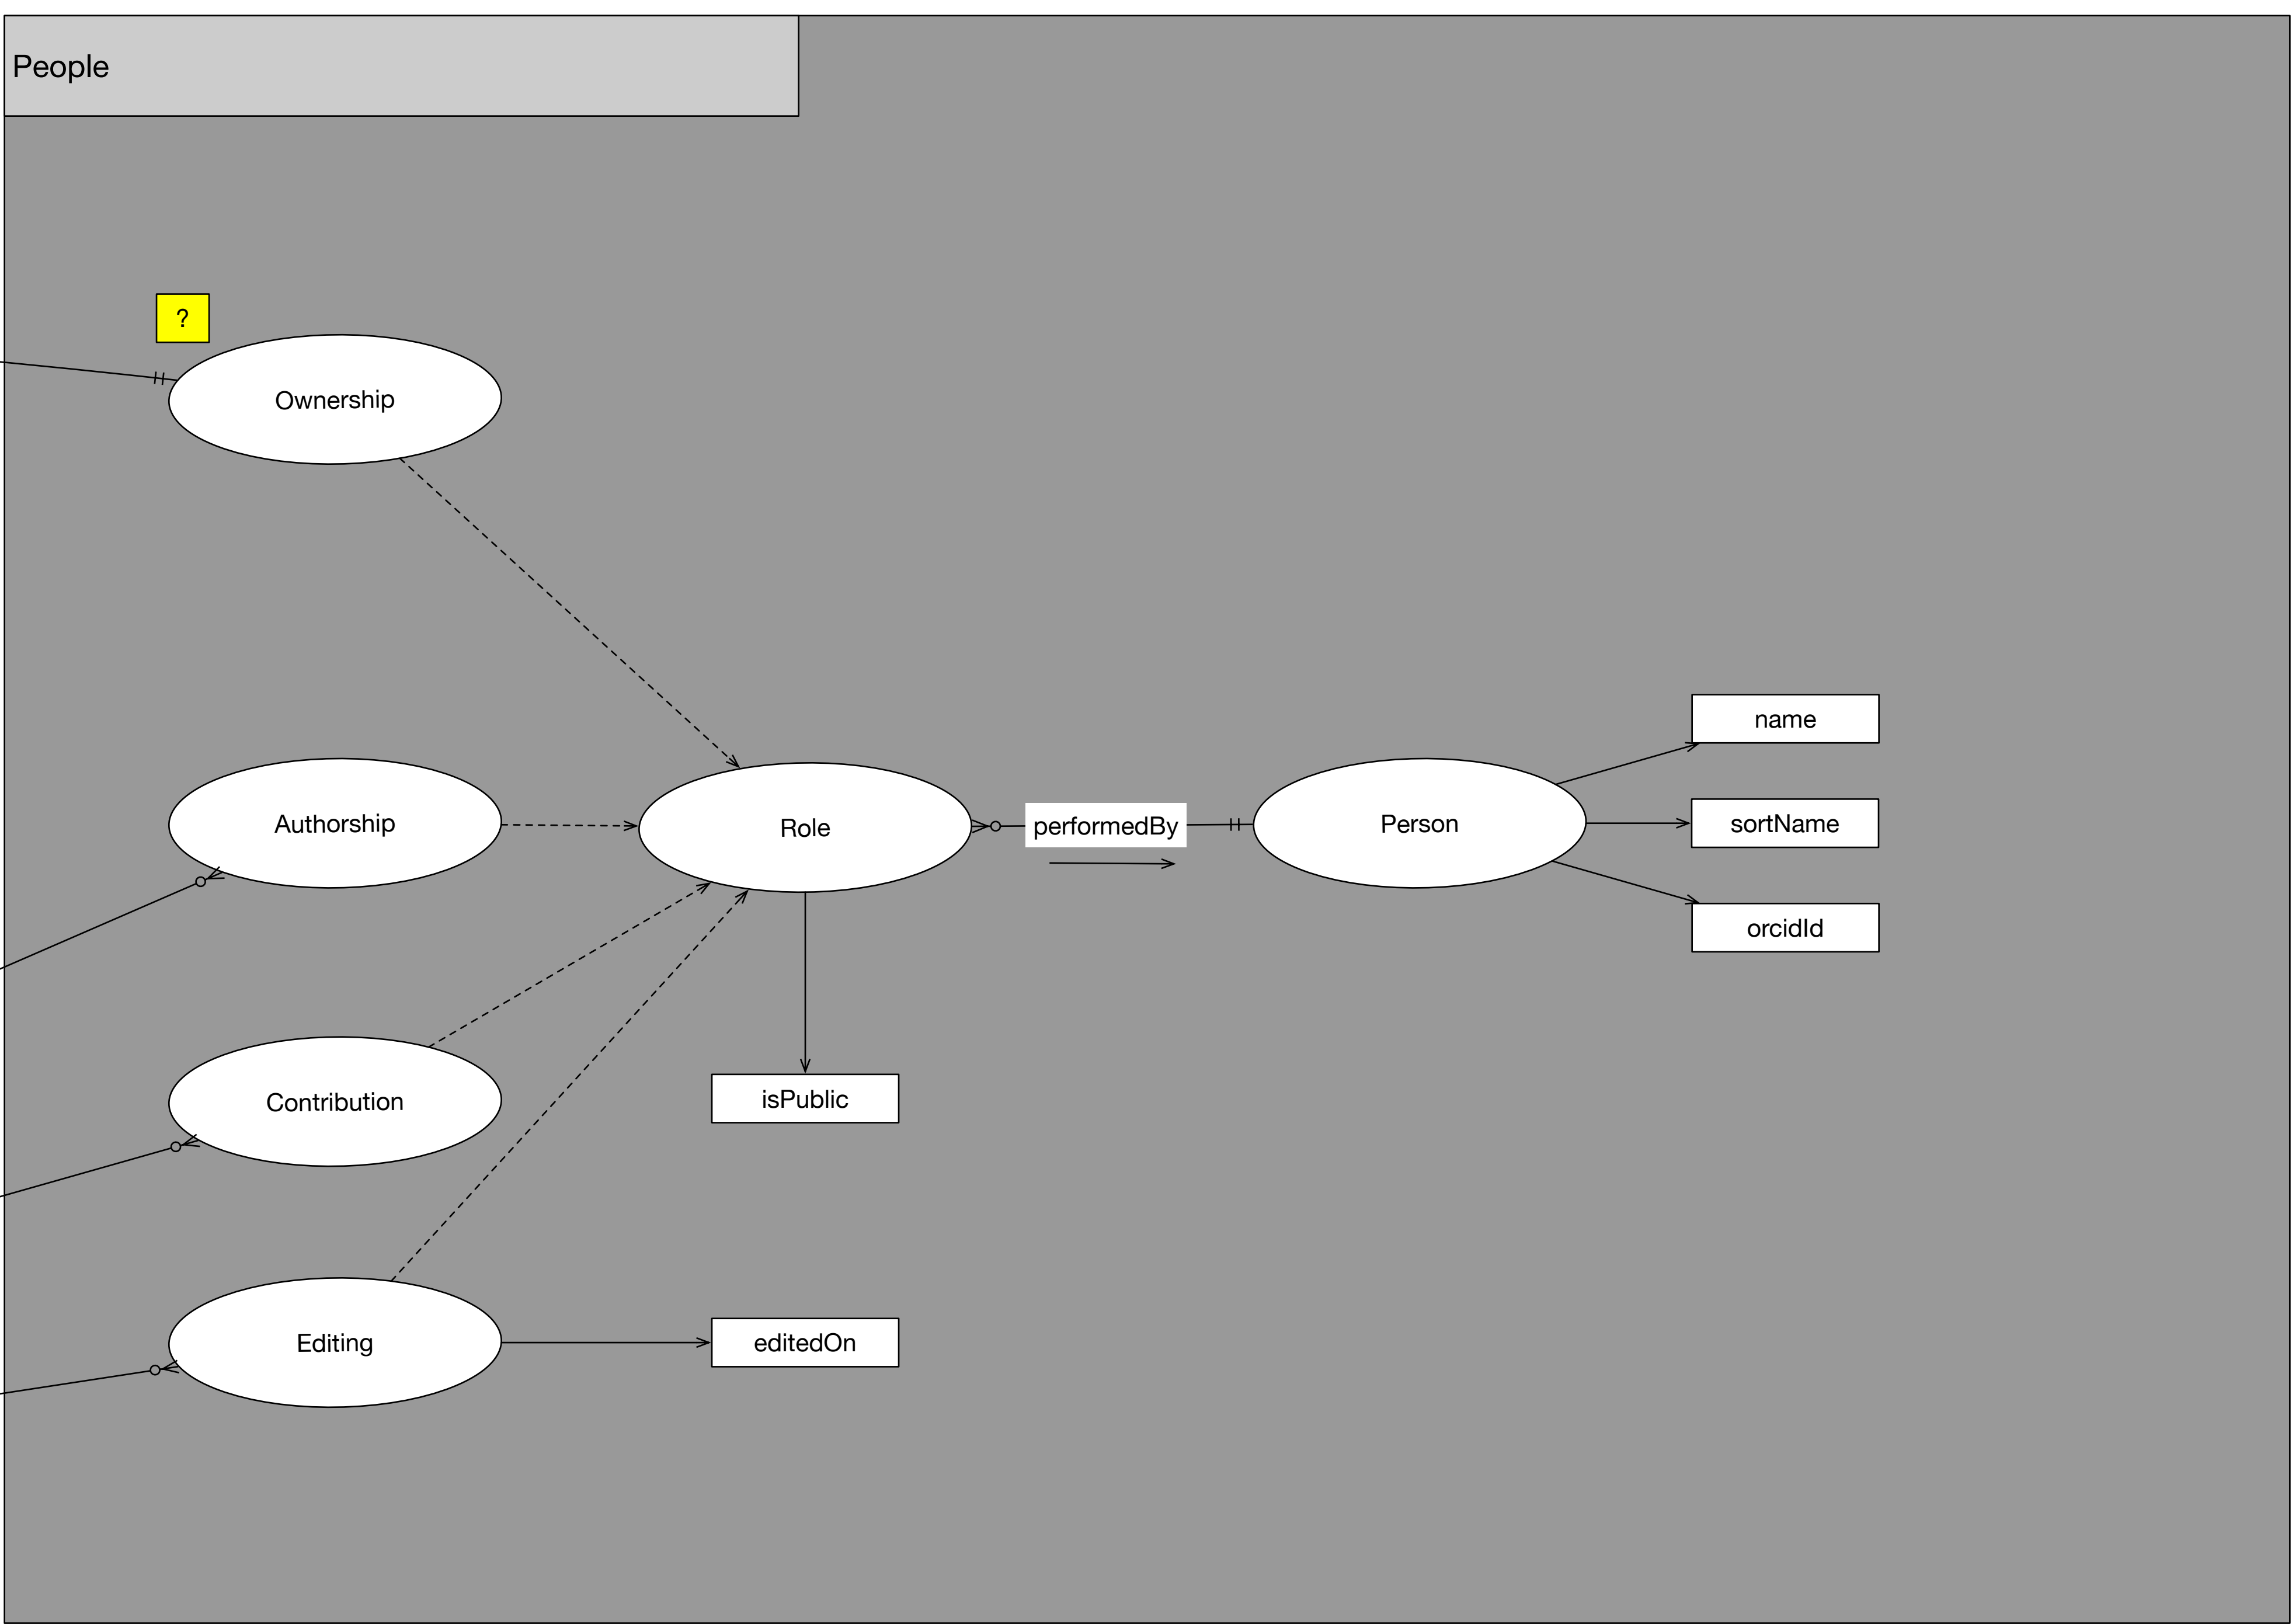 People
?
Ownership
name
Authorship
Role
performedBy
Person
sortName
orcidId
Contribution
isPublic
Editing
editedOn